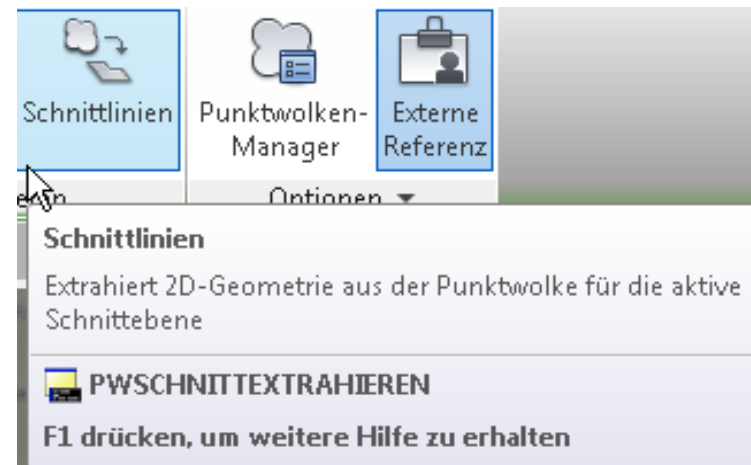 Schnittlinien
Punktwolken-
Manager
Externe
Referenz
Optionen
Schnittlinien
Extrahiert 2D-Geometrie aus der Punktwolke für die aktive
Schnittebene
PWSCHNITTEXTRAHIEREN
F1 drücken, um weitere Hilfe zu erhalten